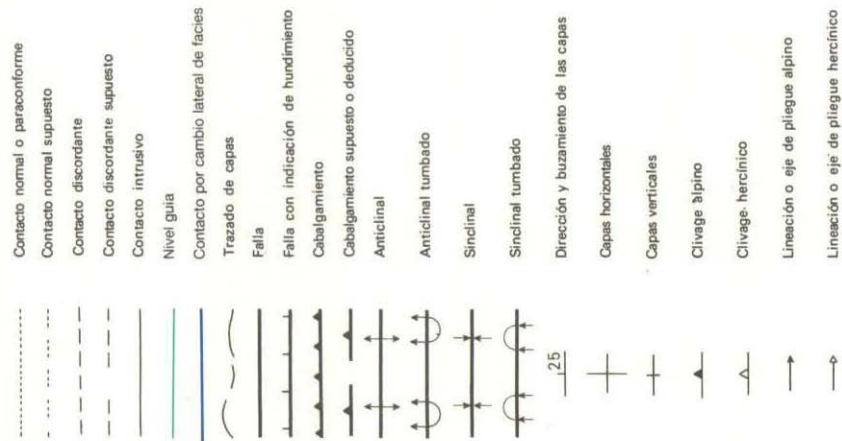 Contacto normal o paraconforme
Contacto normal supuesto
Contacto discordante
Contacto discordante supuesto
Contacto intrusivo
Nivel guia
Contacto por cambio lateral de facies
Trazado de capas
Falla
Falla con indicación de hundimiento
Cabalgamiento
Cabalgamiento supuesto o deducido
Anticlinal
Anticlinal tumbado
Sinclinal
Sinclinal tumbado
25
Dirección y buzamiento de las capas
Capas horizontales
Capas verticales
Clivage alpino
Clivage hercínico
Lineación o eje de pliegue alpino
Lineación o eje de pliegue hercínico